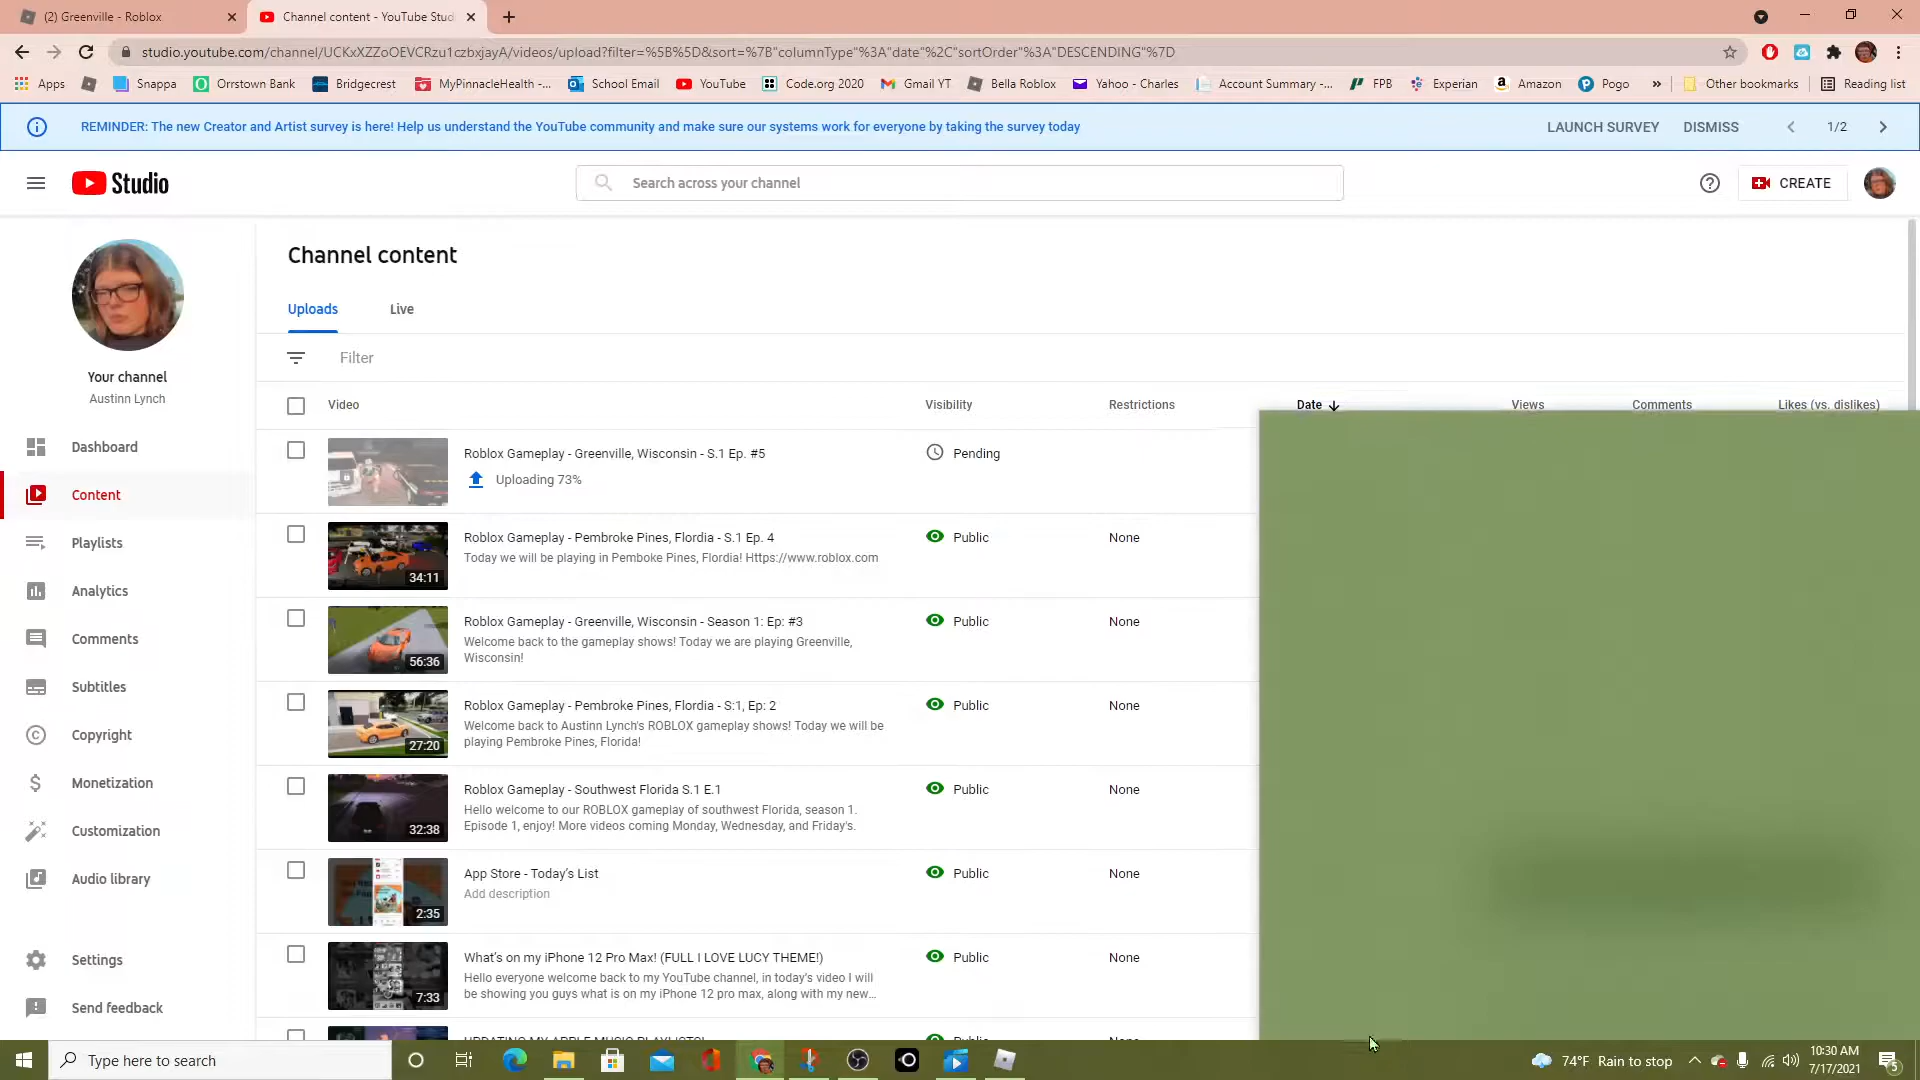 (2) Greenville - Roblox
Channel content - YouTube Stud
studio.youtube.com/channel/UCKxXZZoOEVCRzu1czbxjayA/videos/upload?filter=%5B%5D&sort=%7B"columnType"%3A"date"%2C"sortOrder"%3A"DESCENDING"%7D
Apps Snappa Orrstown Bank Bridgecrest MyPinnacleHealth -... School Email YouTube Code.org 2020 Gmail YT Bella Roblox Yahoo - Charles Account Summary -... FPB Experian Amazon Pogo » Other bookmarks Reading list
REMINDER: The new Creator and Artist survey is here! Help us understand the YouTube community and make sure our systems work for everyone by taking the survey today LAUNCH SURVEY DISMISS 1/2
Studio Search across your channel CREATE
Channel content
Uploads Live
Filter
Your channel
Austinn Lynch
Dashboard
Content
Playlists
Analytics
Comments
Subtitles
Copyright
Monetization
Customization
Audio library
Settings
Send feedback
Video Visibility Restrictions Date Views Comments Likes (vs. dislikes)
Roblox Gameplay - Greenville, Wisconsin - S.1 Ep. #5 Pending
Uploading 73%
Roblox Gameplay - Pembroke Pines, Flordia - S.1 Ep. 4 Public None
Today we will be playing in Pemboke Pines, Flordia! Https://www.roblox.com
34:11
Roblox Gameplay - Greenville, Wisconsin - Season 1: Ep: #3 Public None
Welcome back to the gameplay shows! Today we are playing Greenville,
Wisconsin!
56:36
Roblox Gameplay - Pembroke Pines, Flordia - S:1, Ep: 2 Public None
Welcome back to Austinn Lynch's ROBLOX gameplay shows! Today we will be
playing Pembroke Pines, Florida!
27:20
Roblox Gameplay - Southwest Florida S.1 E.1 Public None
Hello welcome to our ROBLOX gameplay of southwest Florida, season 1.
Episode 1, enjoy! More videos coming Monday, Wednesday, and Friday's.
32:38
App Store - Today's List Public None
Add description
2:35
What's on my iPhone 12 Pro Max! (FULL I LOVE LUCY THEME!) Public None
Hello everyone welcome back to my YouTube channel, in today's video I will
be showing you guys what is on my iPhone 12 pro max, along with my new...
7:33
UPDATING MY APPLE MUSIC PLAYLISTS! Public None
Type here to search
74°F Rain to stop
10:30 AM
7/17/2021
5